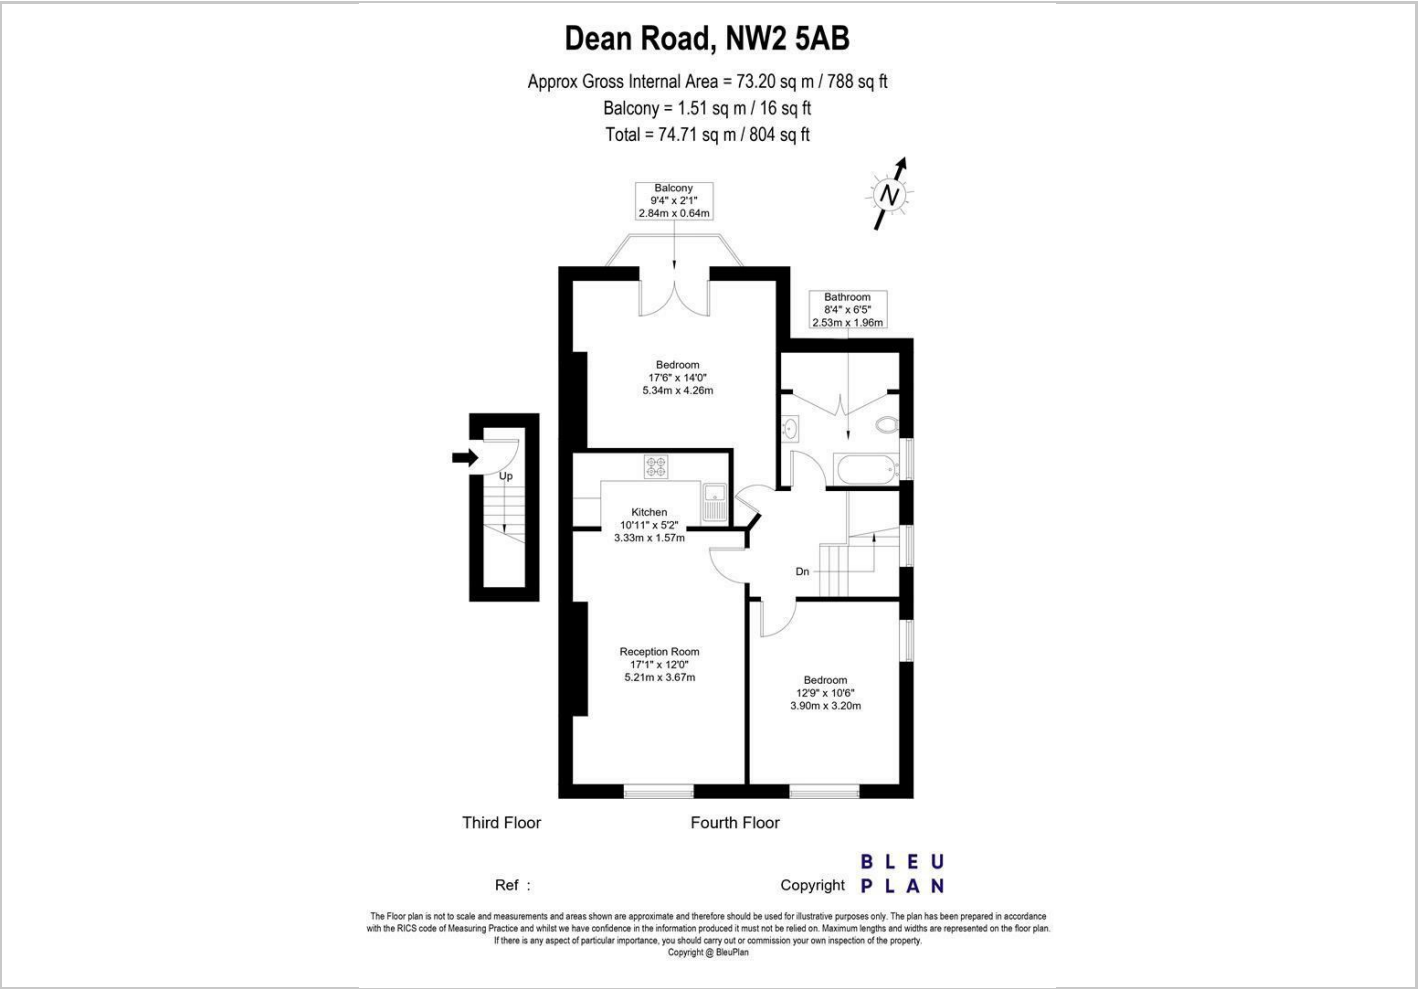 Dean Road, NW2 5AB
Approx Gross Internal Area = 73.20 sq m / 788 sq ft
Balcony = 1.51 sq m / 16 sq ft
Total = 74.71 sq m / 804 sq ft
N
Balcony
9'4" x 2'1"
2.84m x 0.64m
Bathroom
8'4" x 6'5"
2.53m x 1.96m
Bedroom
17'6" x 14'0"
5.34m x 4.26m
Up
Kitchen
10'11" x 5'2"
3.33m x 1.57m
Dn
Reception Room
17'1" x 12'0"
5.21m x 3.67m
Bedroom
12'9" x 10'6"
3.90m x 3.20m
Third Floor
Fourth Floor
Ref :
Copyright
BLEU
PLAN
The Floor plan is not to scale and measurements and areas shown are approximate and therefore should be used for illustrative purposes only. The plan has been prepared in accordance
with the RICS code of Measuring Practice and whilst we have confidence in the information produced it must not be relied on. Maximum lengths and widths are represented on the floor plan.
If there is any aspect of particular importance, you should carry out or commission your own inspection of the property.
Copyright @ BleuPlan